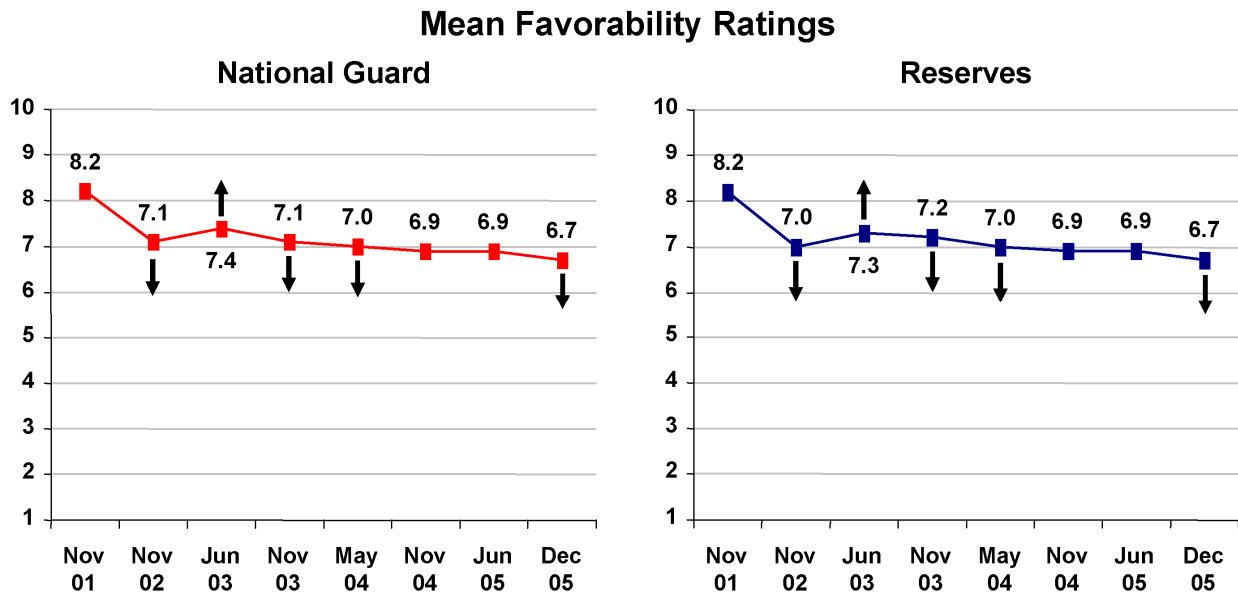 Mean Favorability Ratings
National Guard
10
9
8
7
6
5
4
3
2
1
8.2
7.1
7.4
7.1
7.0
6.9
6.9
6.7
Nov 01
Nov 02
Jun 03
Nov 03
May 04
Nov 04
Jun 05
Dec 05
Reserves
10
9
8
7
6
5
4
3
2
1
8.2
7.0
7.3
7.2
7.0
6.9
6.9
6.7
Nov 01
Nov 02
Jun 03
Nov 03
May 04
Nov 04
Jun 05
Dec 05